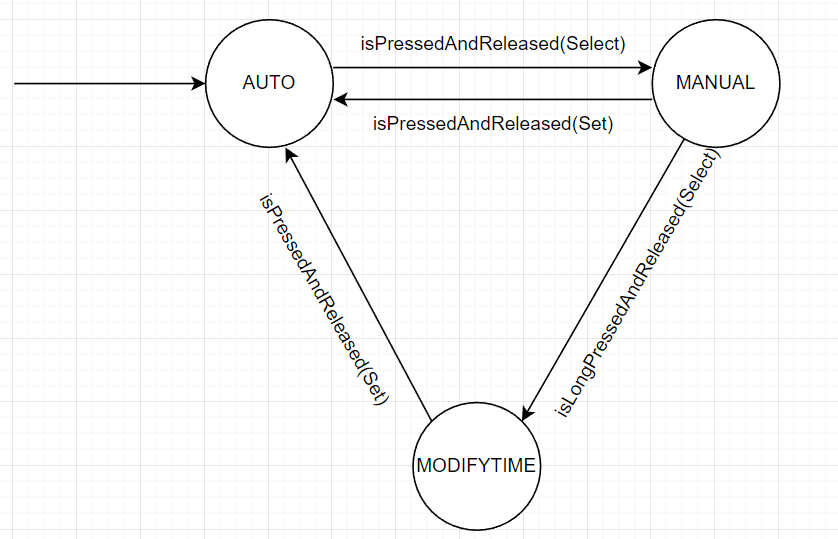 isPressedAndReleased(Select)
AUTO
MANUAL
isPressedAndReleased(Set)
isPressedAndReleased(Set)
isLongPressedAndReleased(Select)
MODIFYTIME